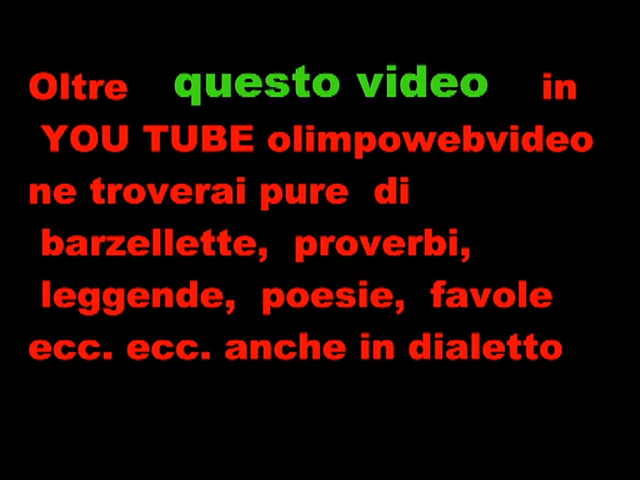 Oltre questo video in
YOU TUBE olimpowebvideo
ne troverai pure di
barzellette, proverbi,
leggende, poesie, favole
ecc. ecc. anche in dialetto